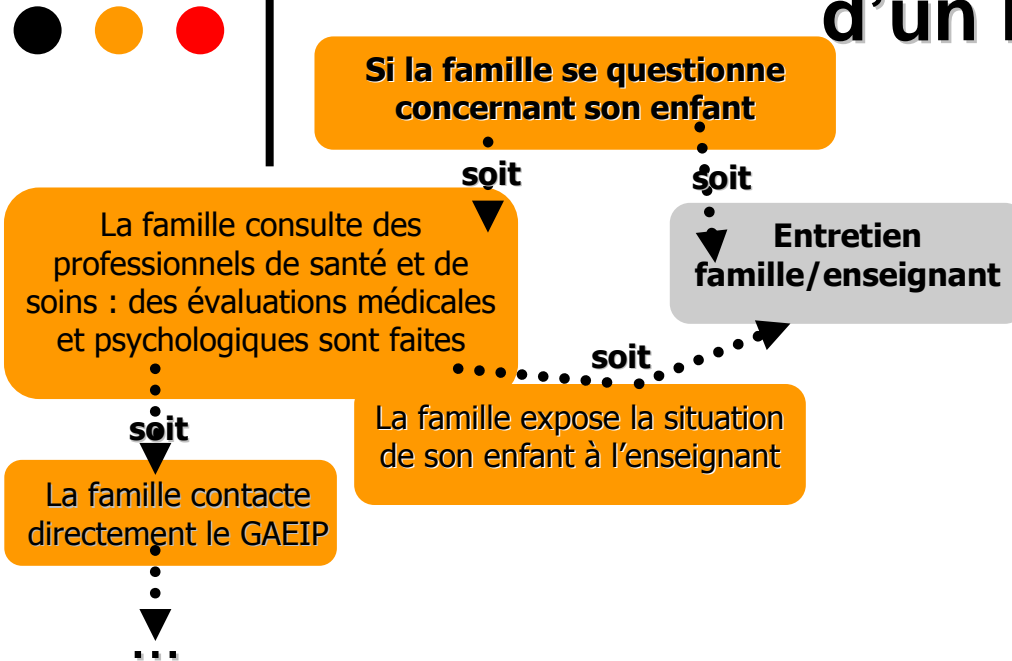 d'un
Si la famille se questionne
concernant son enfant
soit
soit
La famille consulte des
professionnels de santé et de
soins : des évaluations médicales
et psychologiques sont faites
Entretien
famille/enseignant
soit
soit
La famille expose la situation
de son enfant à l'enseignant
La famille contacte
directement le GAEIP
...